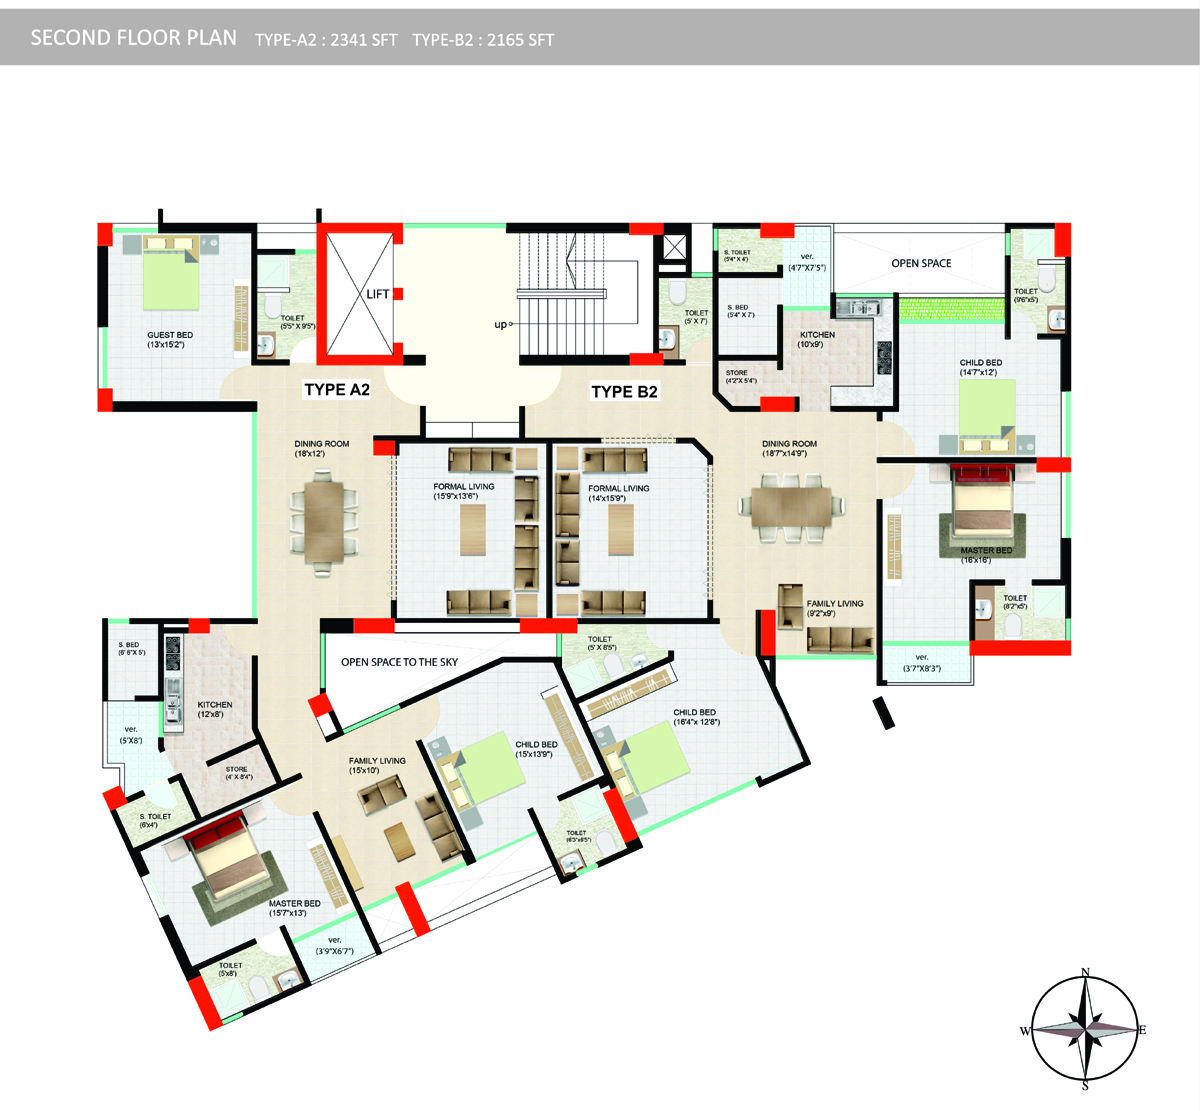 SECOND FLOOR PLAN TYPE-A2 : 2341 SFT TYPE-B2 : 2165 SFT
GUEST BED
(13'x15'2")
TOILET
(5'5" X 9'5")
LIFT
up
TOILET
(5' X 7')
S. TOILET
(5'4" X 4')
ver.
(4'7"X7'5")
OPEN SPACE
TOILET
(9'6"x5')
S. BED
(5'4" X 7')
KITCHEN
(10'x9')
STORE
(4'2"X 5'4")
CHILD BED
(14'7"x12')
TYPE A2
TYPE B2
DINING ROOM
(18'x12')
FORMAL LIVING
(15'9"x13'6")
FORMAL LIVING
(14'x15'9")
DINING ROOM
(18'7"x14'9")
MASTER BED
(16'x16')
FAMILY LIVING
(9'2"x9')
TOILET
(8'2"x5')
ver.
(3'7"X8'3")
S. BED
(6' 6"X 5')
KITCHEN
(12'x8')
OPEN SPACE TO THE SKY
TOILET
(5' X 8'5")
ver.
(5'X8')
STORE
(4' X 8'4")
S. TOILET
(6'x4')
FAMILY LIVING
(15'x10')
CHILD BED
(15'x13'9")
CHILD BED
(16'4"x 12'8")
TOILET
(6'3"x6'5")
MASTER BED
(15'7"x13')
ver.
(3'9"X6'7")
TOILET
(5'x8')
N
W
E
S